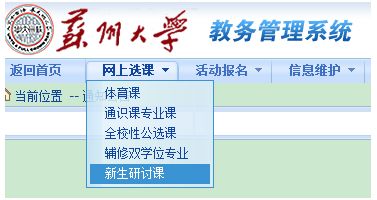 蘇州大學 教务管理系统
返回首页 网上选课 活动报名 信息维护
当前位置 -- 通
体育课
通识课专业课
全校性公选课
辅修双学位专业
新生研讨课